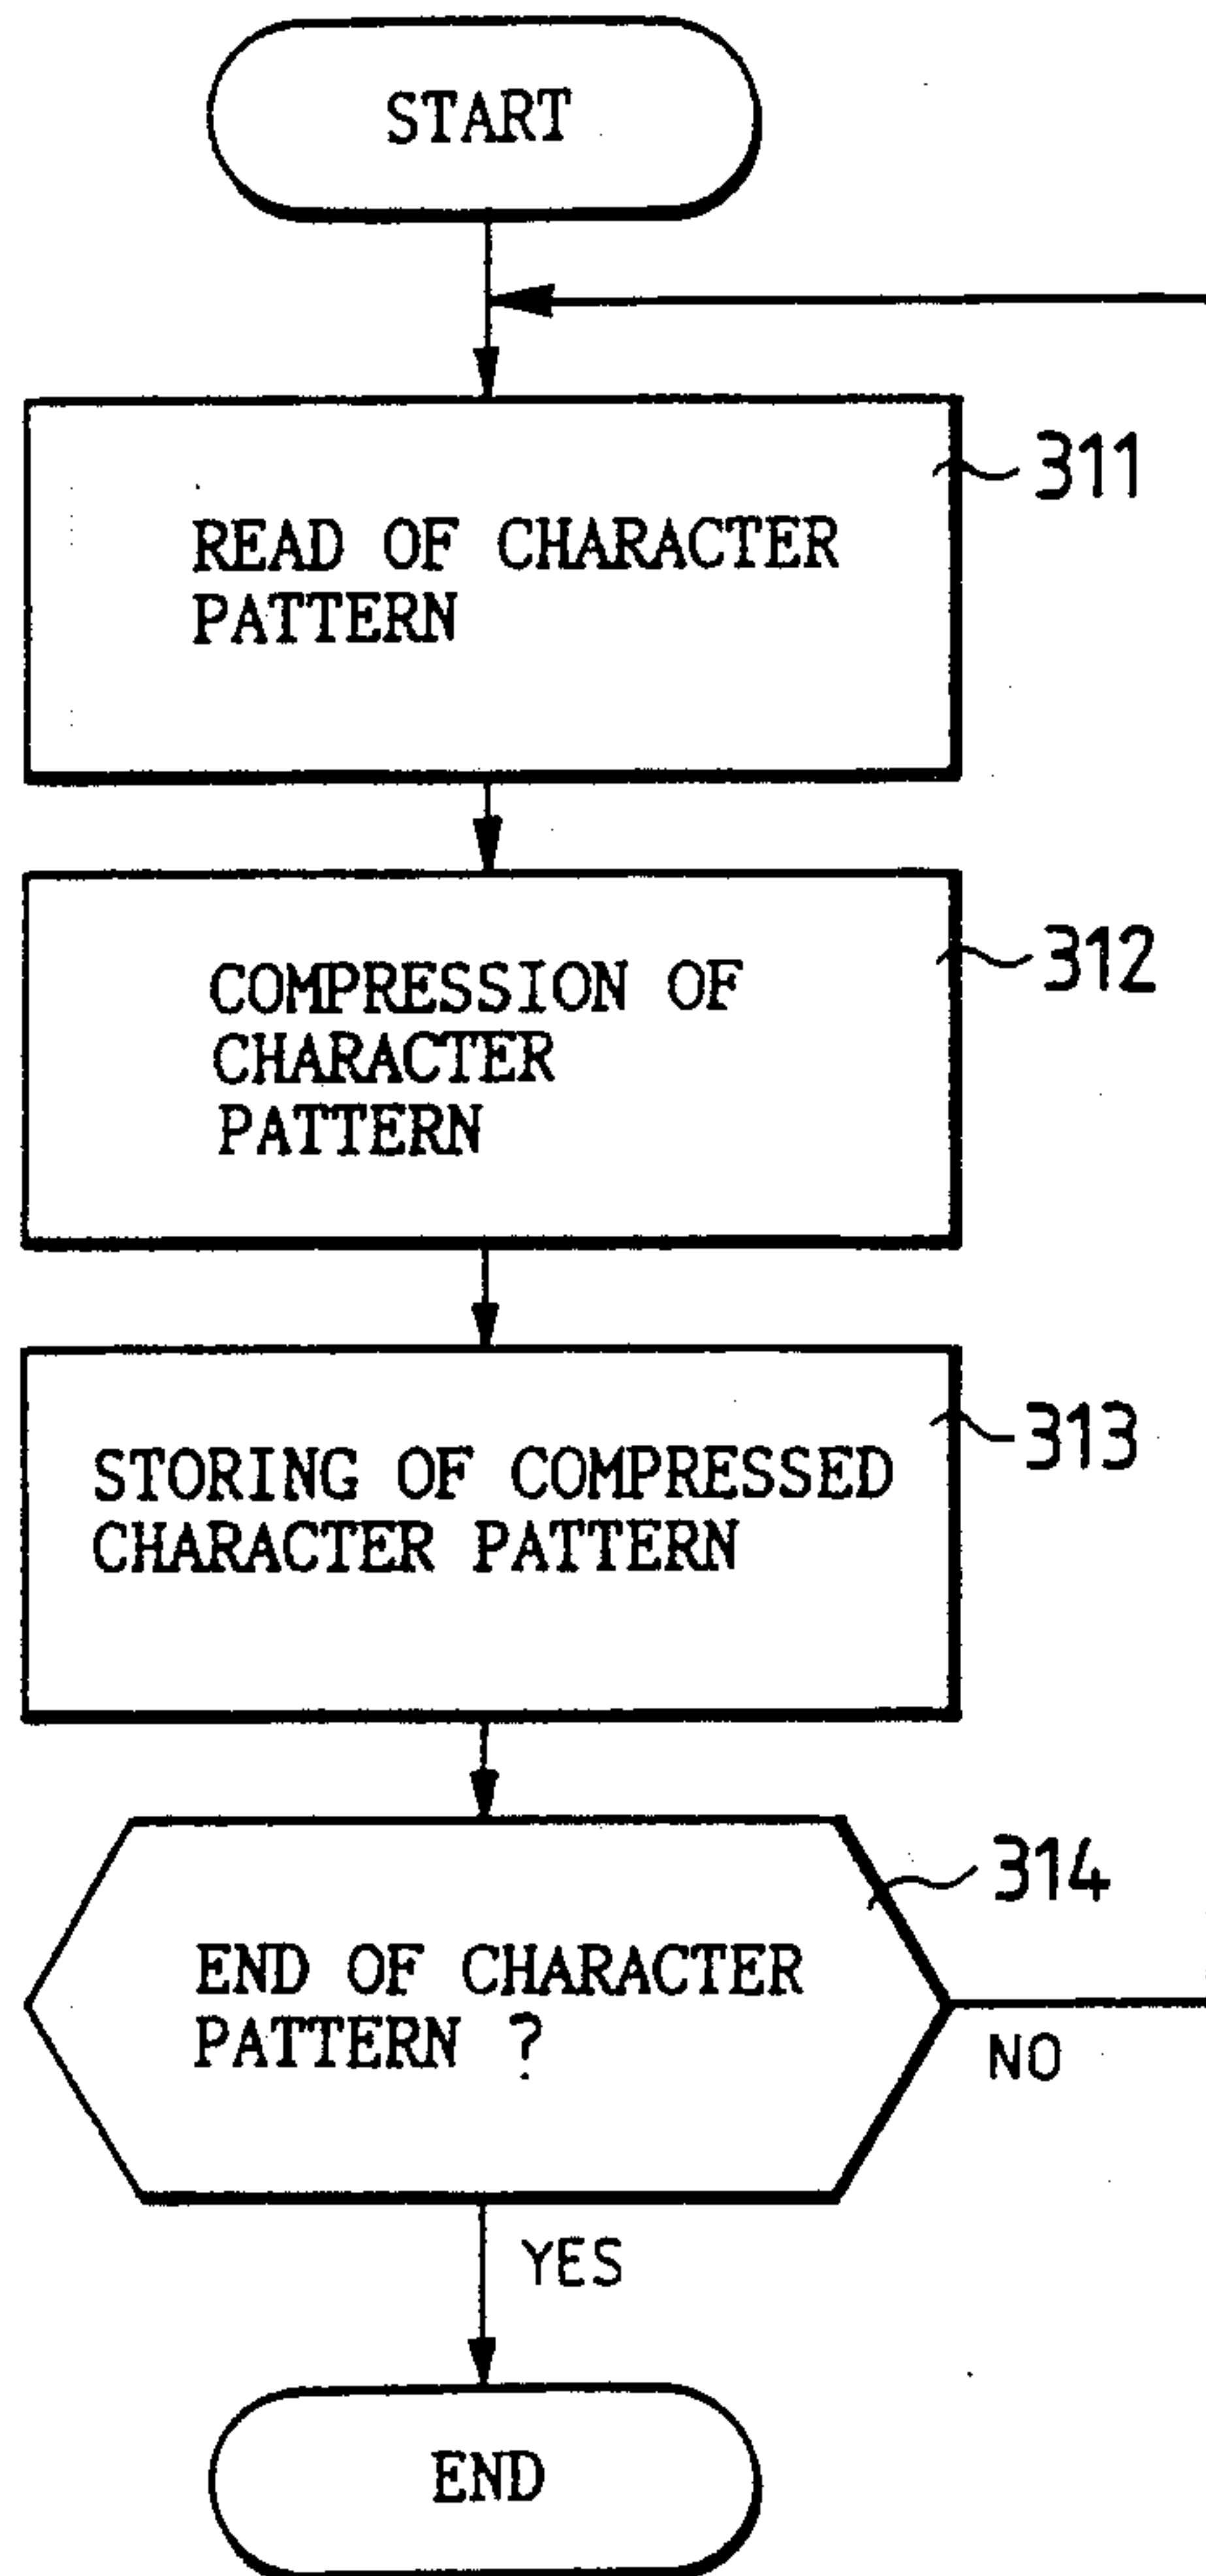 START
311
READ OF CHARACTER
PATTERN
312
COMPRESSION OF
CHARACTER
PATTERN
313
STORING OF COMPRESSED
CHARACTER PATTERN
314
END OF CHARACTER
PATTERN ?
NO
YES
END